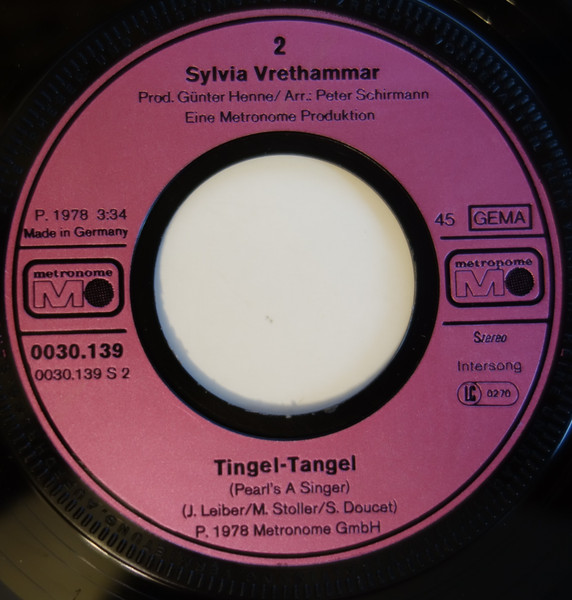 2
Sylvia Vrethammar
Prod. Günter Henne/Arr.: Peter Schirmann
Eine Metronome Produktion
P. 1978 3:34
Made in Germany
45 GEMA
metronome
M
metronome
M
0030.139
0030.139 S 2
Stereo
Intersong
LC 0270
Tingel-Tangel
(Pearl's A Singer)
(J. Leiber/M. Stoller/S. Doucet)
P. 1978 Metronome GmbH